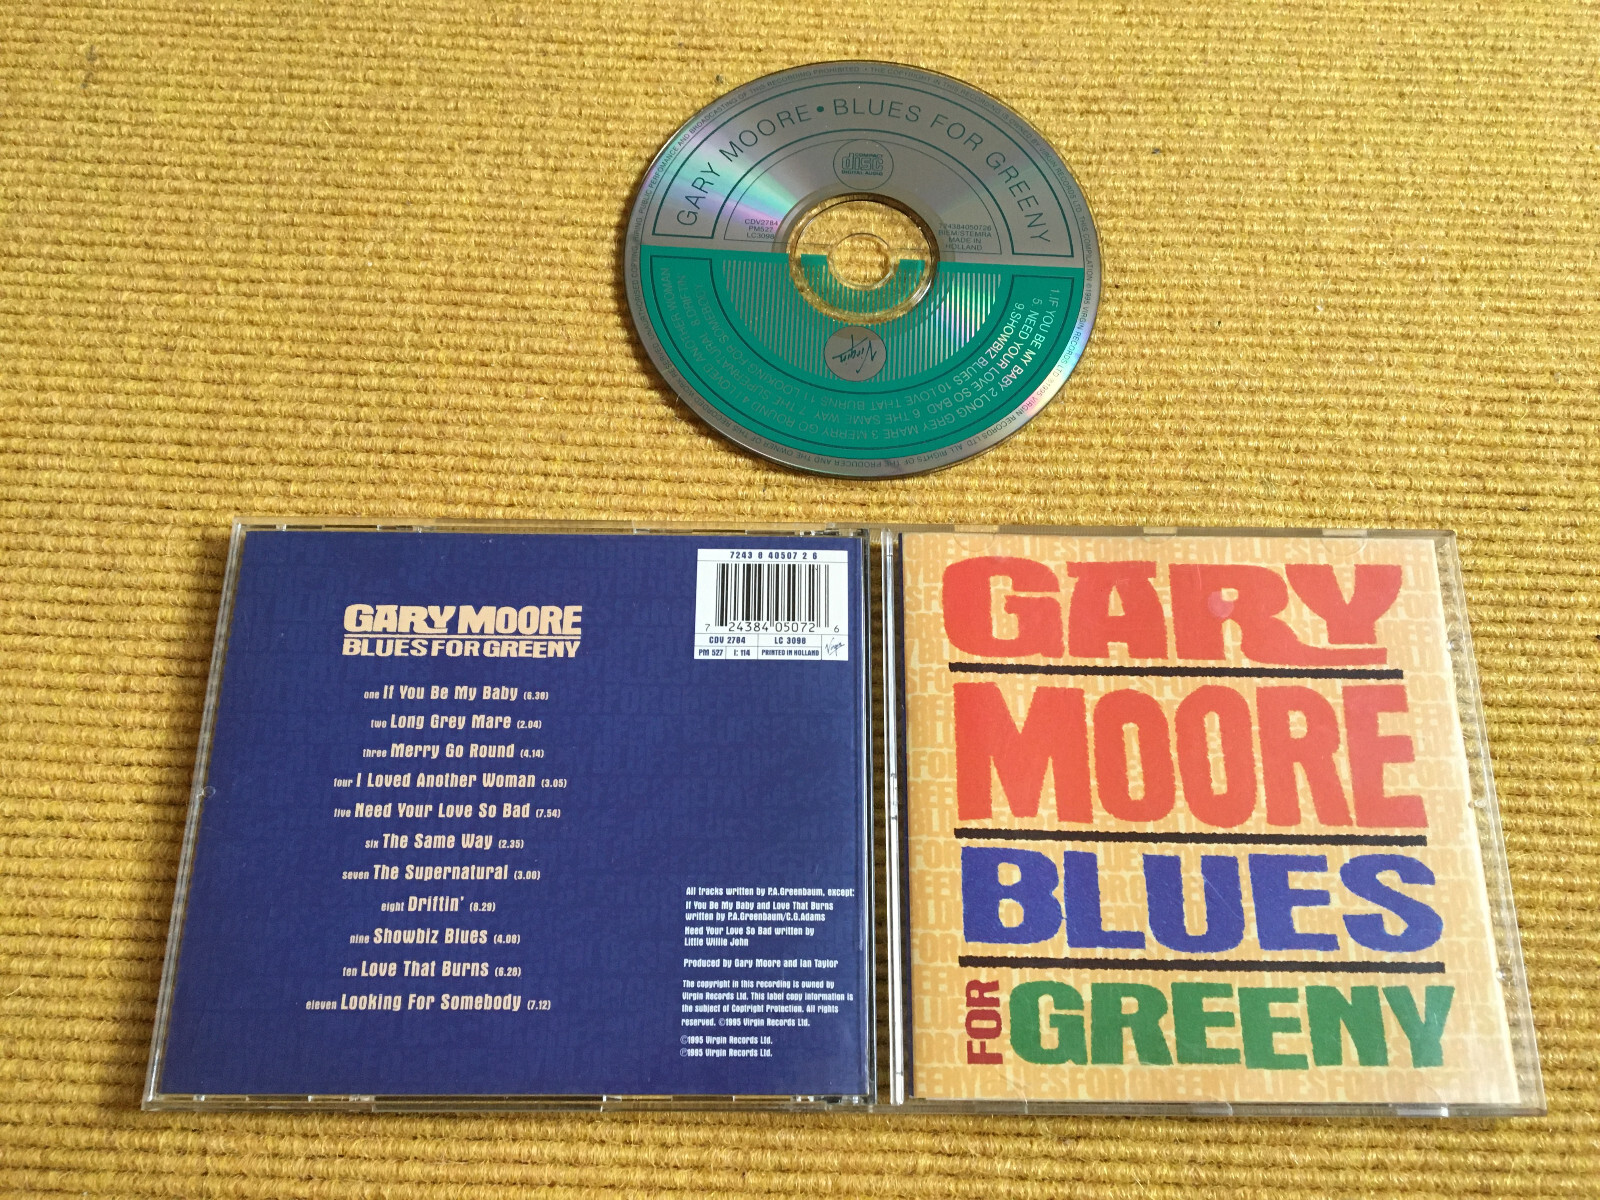 GARY MOORE • BLUES FOR GREENY
COMPACT
disc
DIGITAL AUDIO
CDV2784
PM527
LC3098
724384050726
BIEM/STEMRA
MADE IN
HOLLAND
1.IF YOU BE MY BABY 2.LONG GREY MARE 3.MERRY GO ROUND 4.I LOVED ANOTHER WOMAN
5. NEED YOUR LOVE SO BAD 6.THE SAME WAY 7.THE SUPERNATURAL 8.DRIFTIN'
9.SHOWBIZ BLUES 10.LOVE THAT BURNS 11.LOOKING FOR SOMEBODY
Virgin
GARY MOORE
BLUES FOR GREENY
one If You Be My Baby (6.38)
two Long Grey Mare (2.04)
three Merry Go Round (4.14)
four I Loved Another Woman (3.05)
five Need Your Love So Bad (7.54)
six The Same Way (2.35)
seven The Supernatural (3.00)
eight Driftin' (8.29)
nine Showbiz Blues (4.08)
ten Love That Burns (6.28)
eleven Looking For Somebody (7.12)
7243 8 40507 2 6
7 24384 05072 6
CDV 2784 LC 3098
PM 527 I: 114 PRINTED IN HOLLAND Virgin
All tracks written by P.A.Greenbaum, except:
If You Be My Baby and Love That Burns
written by P.A.Greenbaum/C.G.Adams
Need Your Love So Bad written by
Little Willie John
Produced by Gary Moore and Ian Taylor
The copyright in this recording is owned by
Virgin Records Ltd. This label copy information is
the subject of Coptright Protection. All rights
reserved. ©1995 Virgin Records Ltd.
©1995 Virgin Records Ltd.
℗1995 Virgin Records Ltd.
GARY
MOORE
BLUES
FOR GREENY